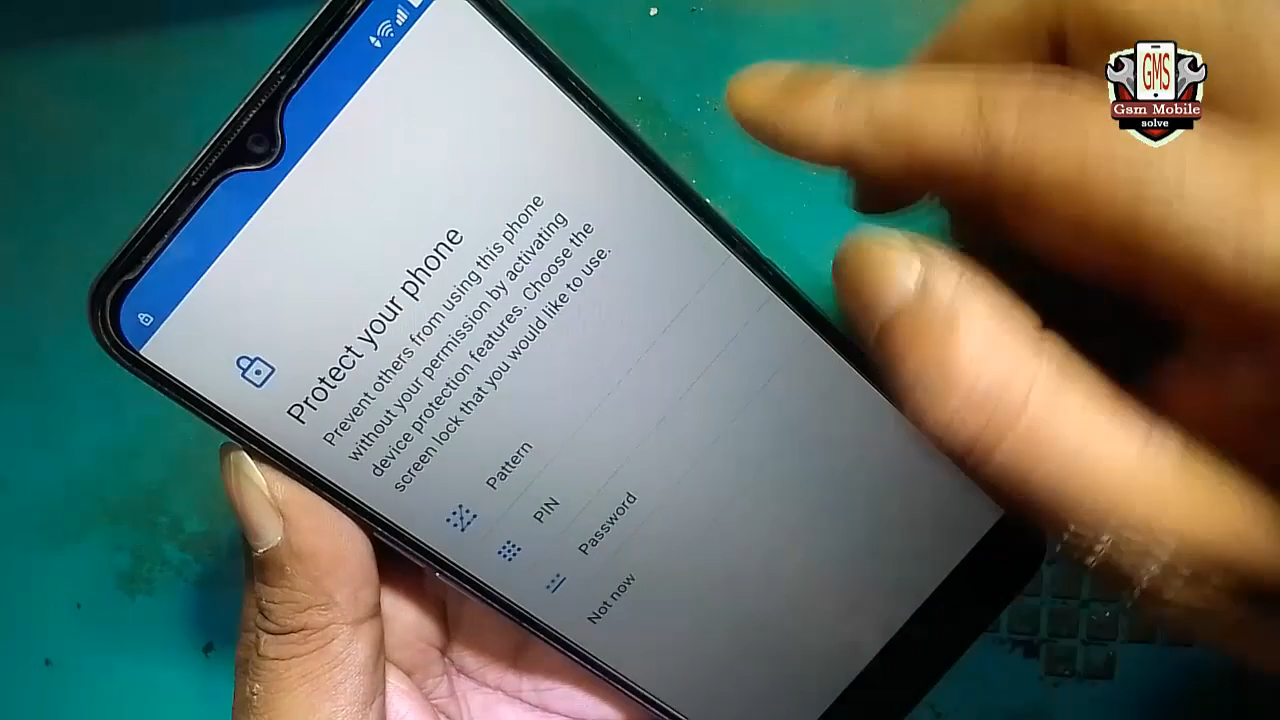 Protect your phone
Prevent others from using this phone
without your permission by activating
device protection features. Choose the
screen lock that you would like to use.
Pattern
PIN
Password
Not now
GMS
Gsm Mobile
solve